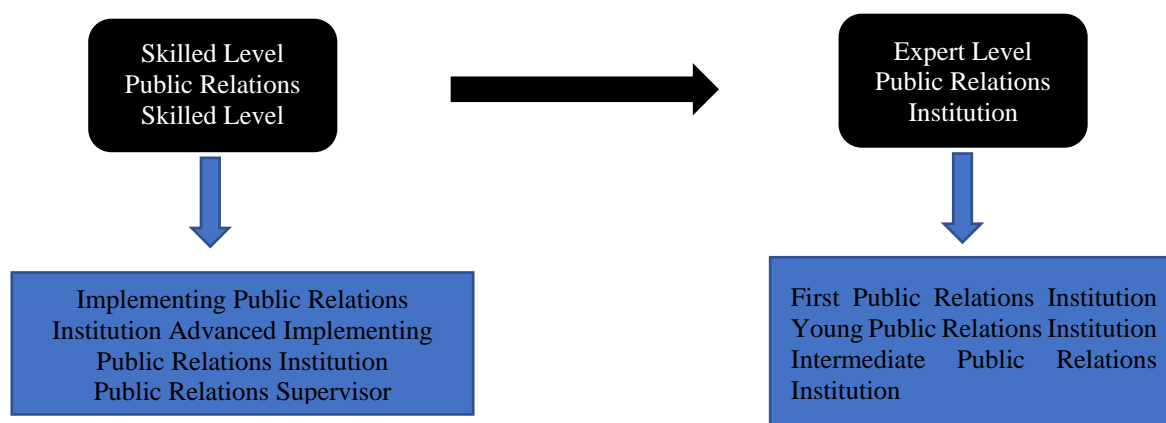 Skilled Level
Public Relations
Skilled Level
Expert Level
Public Relations
Institution
Implementing Public Relations
Institution Advanced Implementing
Public Relations Institution
Public Relations Supervisor
First Public Relations Institution
Young Public Relations Institution
Intermediate Public Relations
Institution